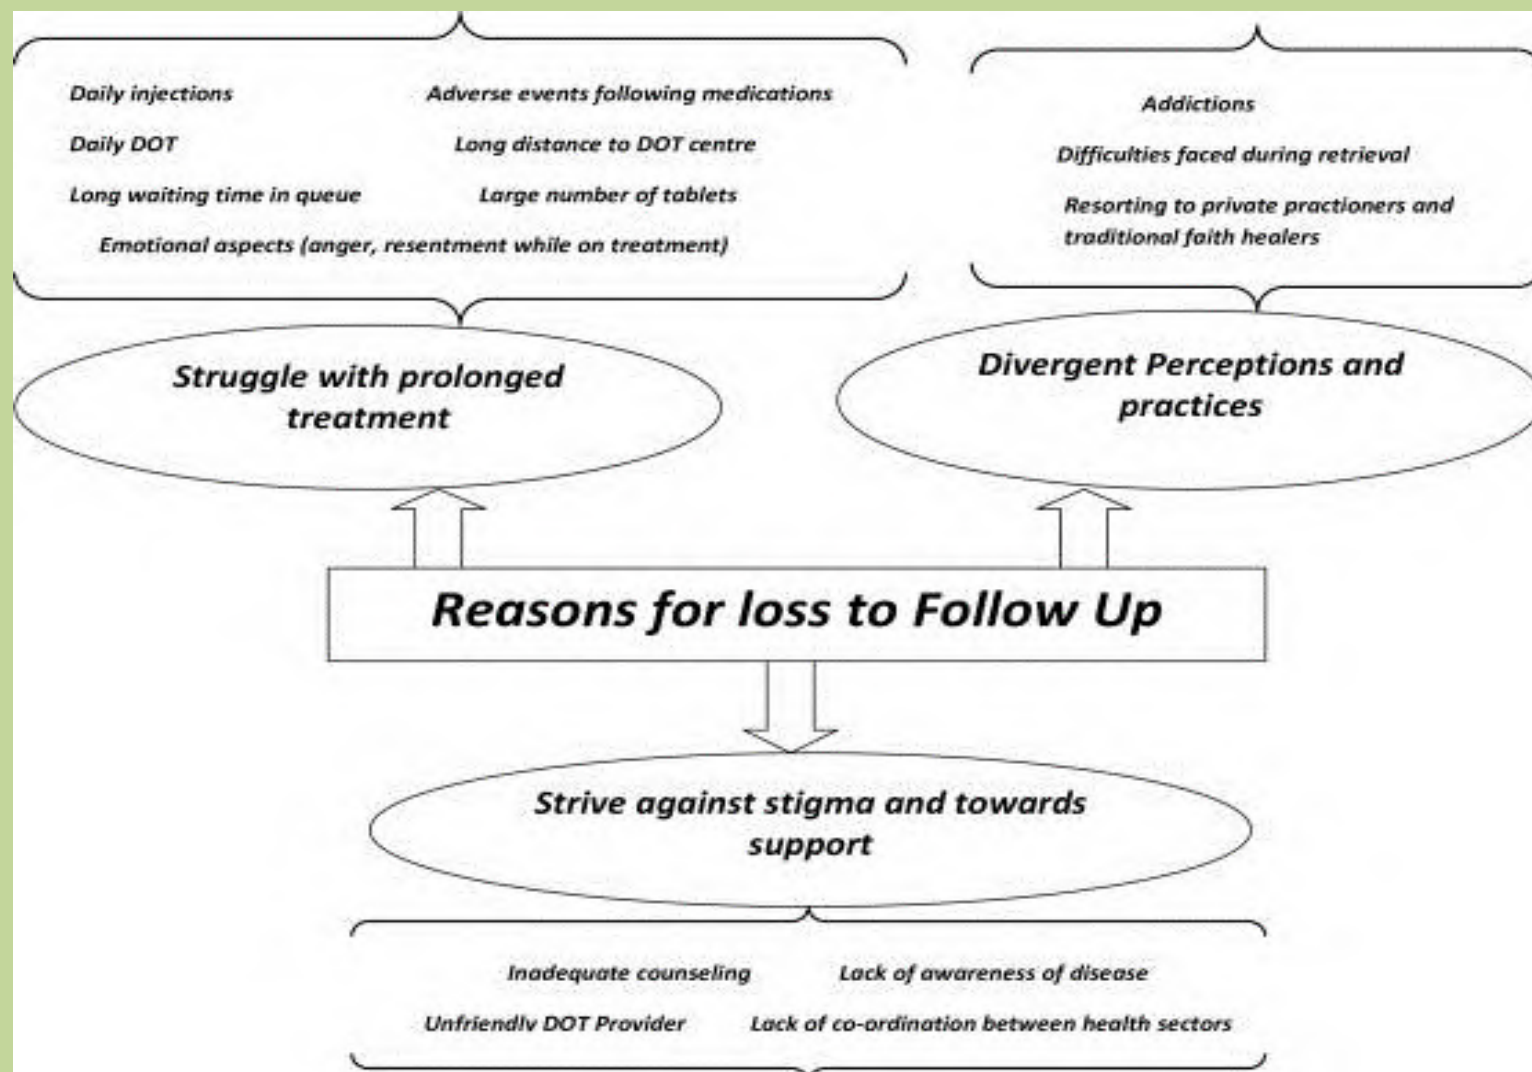 Daily injections
Adverse events following medications
Daily DOT
Long distance to DOT centre
Long waiting time in queue
Large number of tablets
Emotional aspects (anger, resentment while on treatment)
Addictions
Difficulties faced during retrieval
Resorting to private practioners and
traditional faith healers
Struggle with prolonged
treatment
Divergent Perceptions and
practices
Reasons for loss to Follow Up
Strive against stigma and towards
support
Inadequate counseling
Lack of awareness of disease
Unfriendly DOT Provider
Lack of co-ordination between health sectors